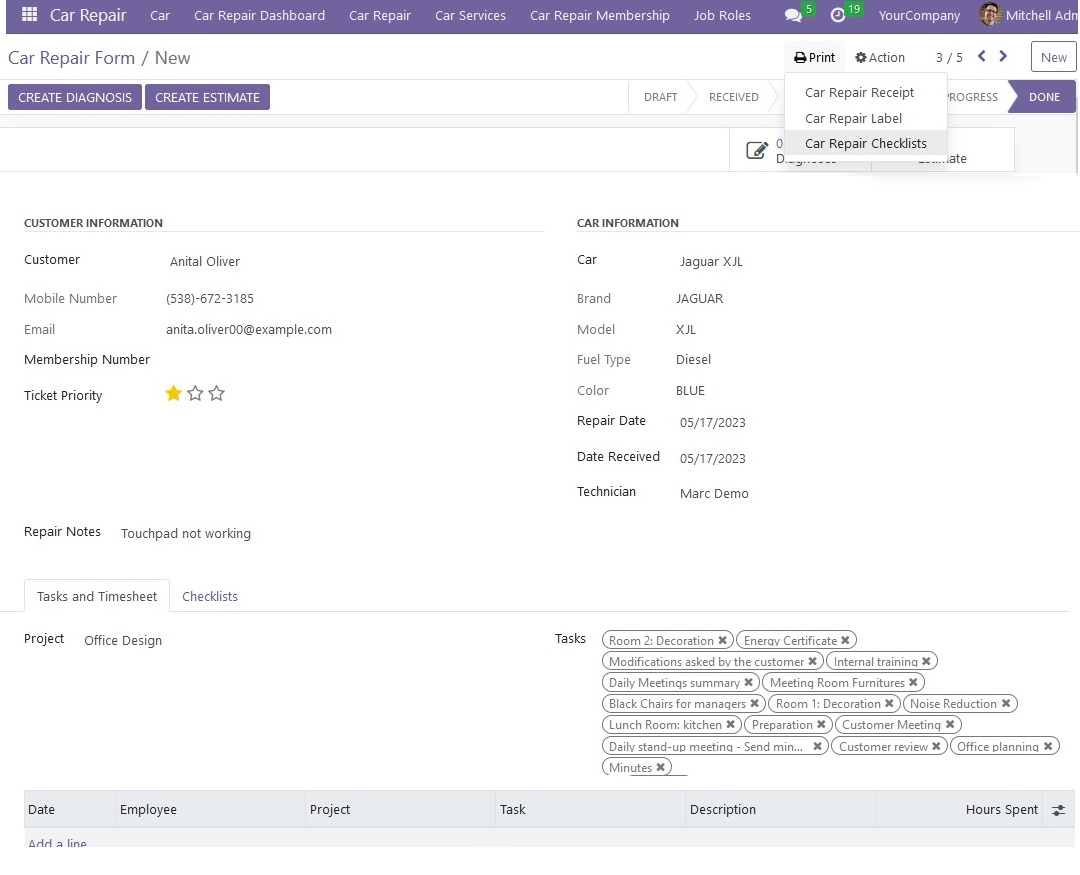 Car Repair Car Car Repair Dashboard Car Repair Car Services Car Repair Membership Job Roles 5 19 YourCompany Mitchell Adm
Car Repair Form / New Print Action 3 / 5 New
CREATE DIAGNOSIS CREATE ESTIMATE DRAFT RECEIVED ROGRESS DONE
Car Repair Receipt
Car Repair Label
Car Repair Checklists
0
Estimate
CUSTOMER INFORMATION CAR INFORMATION
Customer Anital Oliver Car Jaguar XJL
Mobile Number (538)-672-3185 Brand JAGUAR
Email anita.oliver00@example.com Model XJL
Membership Number Fuel Type Diesel
Ticket Priority Color BLUE
Repair Date 05/17/2023
Date Received 05/17/2023
Technician Marc Demo
Repair Notes Touchpad not working
Tasks and Timesheet Checklists
Project Office Design Tasks Room 2: Decoration Energy Certificate
Modifications asked by the customer Internal training
Daily Meetings summary Meeting Room Furnitures
Black Chairs for managers Room 1: Decoration Noise Reduction
Lunch Room: kitchen Preparation Customer Meeting
Daily stand-up meeting - Send min... Customer review Office planning
Minutes
Date Employee Project Task Description Hours Spent
Add a line